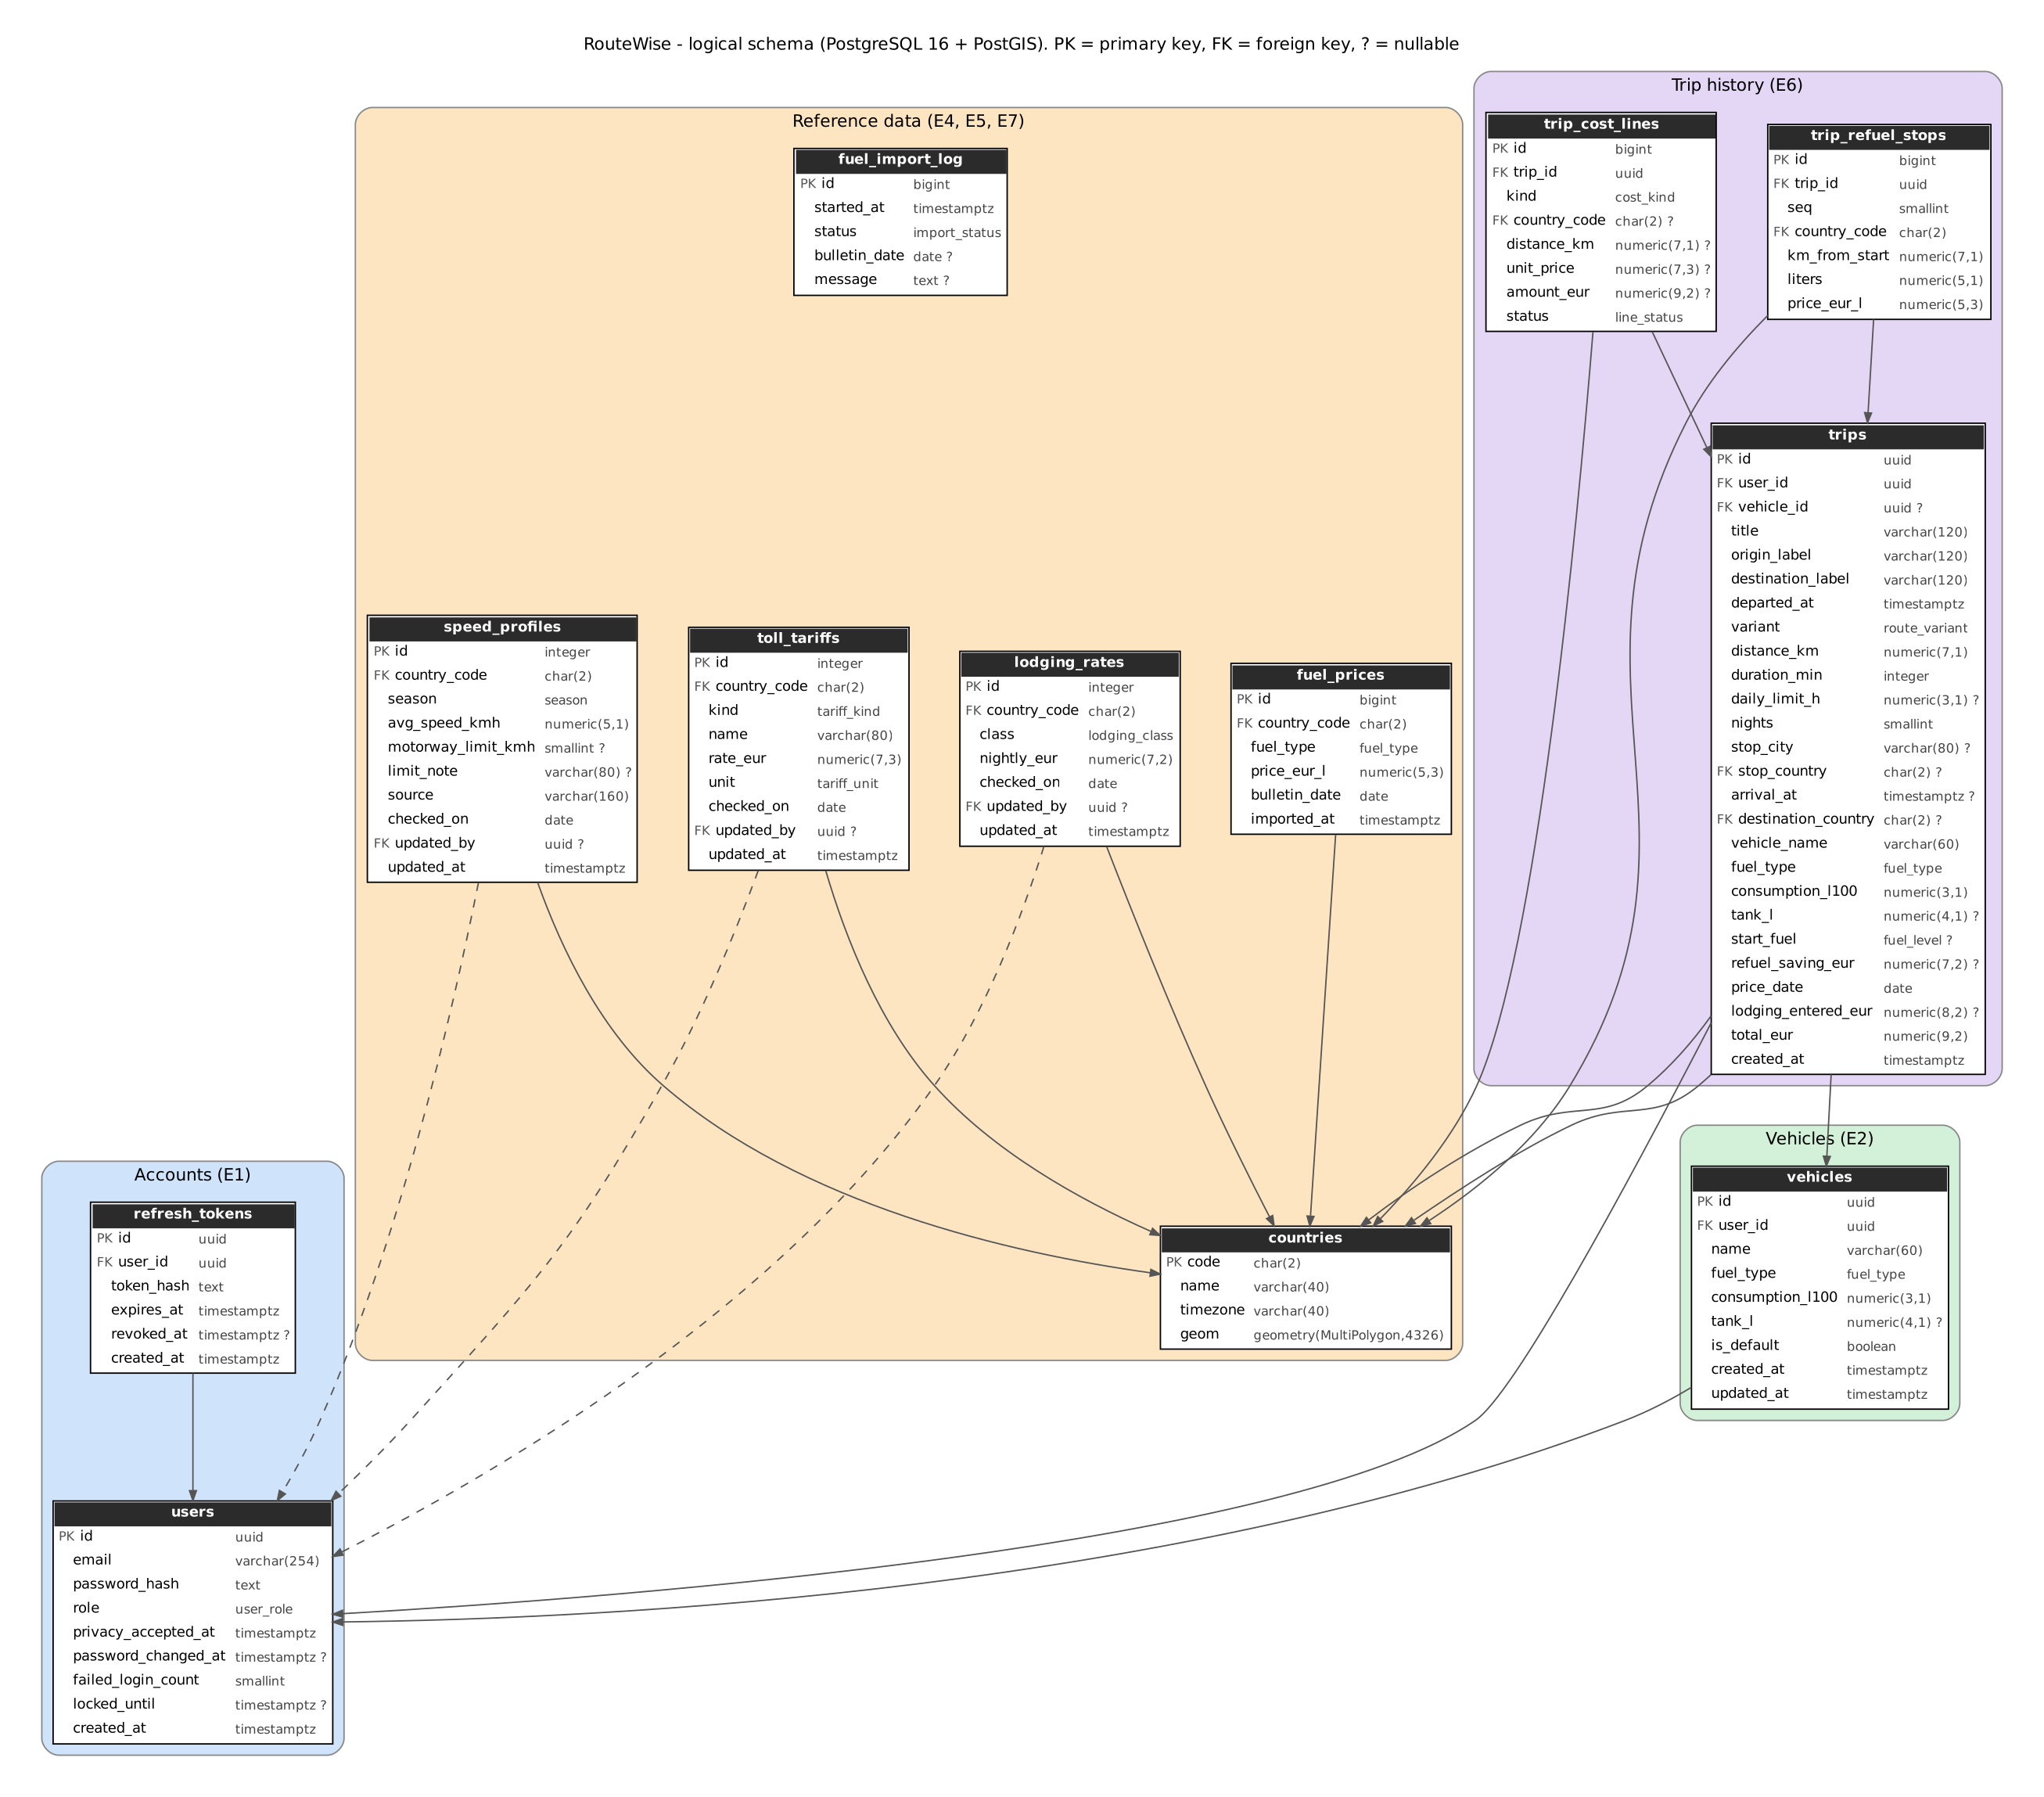 RouteWise - logical schema (PostgreSQL 16 + PostGIS). PK = primary key, FK = foreign key, ? = nullable
Reference data (E4, E5, E7)
fuel_import_log
PK id bigint
started_at timestamptz
status import_status
bulletin_date date ?
message text ?
speed_profiles
PK id integer
FK country_code char(2)
season season
avg_speed_kmh numeric(5,1)
motorway_limit_kmh smallint ?
limit_note varchar(80) ?
source varchar(160)
checked_on date
FK updated_by uuid ?
updated_at timestamptz
toll_tariffs
PK id integer
FK country_code char(2)
kind tariff_kind
name varchar(80)
rate_eur numeric(7,3)
unit tariff_unit
checked_on date
FK updated_by uuid ?
updated_at timestamptz
lodging_rates
PK id integer
FK country_code char(2)
class lodging_class
nightly_eur numeric(7,2)
checked_on date
FK updated_by uuid ?
updated_at timestamptz
fuel_prices
PK id bigint
FK country_code char(2)
fuel_type fuel_type
price_eur_l numeric(5,3)
bulletin_date date
imported_at timestamptz
countries
PK code char(2)
name varchar(40)
timezone varchar(40)
geom geometry(MultiPolygon,4326)
Trip history (E6)
trip_cost_lines
PK id bigint
FK trip_id uuid
kind cost_kind
FK country_code char(2) ?
distance_km numeric(7,1) ?
unit_price numeric(7,3) ?
amount_eur numeric(9,2) ?
status line_status
trip_refuel_stops
PK id bigint
FK trip_id uuid
seq smallint
FK country_code char(2)
km_from_start numeric(7,1)
liters numeric(5,1)
price_eur_l numeric(5,3)
trips
PK id uuid
FK user_id uuid
FK vehicle_id uuid ?
title varchar(120)
origin_label varchar(120)
destination_label varchar(120)
departed_at timestamptz
variant route_variant
distance_km numeric(7,1)
duration_min integer
daily_limit_h numeric(3,1) ?
nights smallint
stop_city varchar(80) ?
FK stop_country char(2) ?
arrival_at timestamptz ?
FK destination_country char(2) ?
vehicle_name varchar(60)
fuel_type fuel_type
consumption_l100 numeric(3,1)
tank_l numeric(4,1) ?
start_fuel fuel_level ?
refuel_saving_eur numeric(7,2) ?
price_date date
lodging_entered_eur numeric(8,2) ?
total_eur numeric(9,2)
created_at timestamptz
Vehicles (E2)
vehicles
PK id uuid
FK user_id uuid
name varchar(60)
fuel_type fuel_type
consumption_l100 numeric(3,1)
tank_l numeric(4,1) ?
is_default boolean
created_at timestamptz
updated_at timestamptz
Accounts (E1)
refresh_tokens
PK id uuid
FK user_id uuid
token_hash text
expires_at timestamptz
revoked_at timestamptz ?
created_at timestamptz
users
PK id uuid
email varchar(254)
password_hash text
role user_role
privacy_accepted_at timestamptz
password_changed_at timestamptz ?
failed_login_count smallint
locked_until timestamptz ?
created_at timestamptz